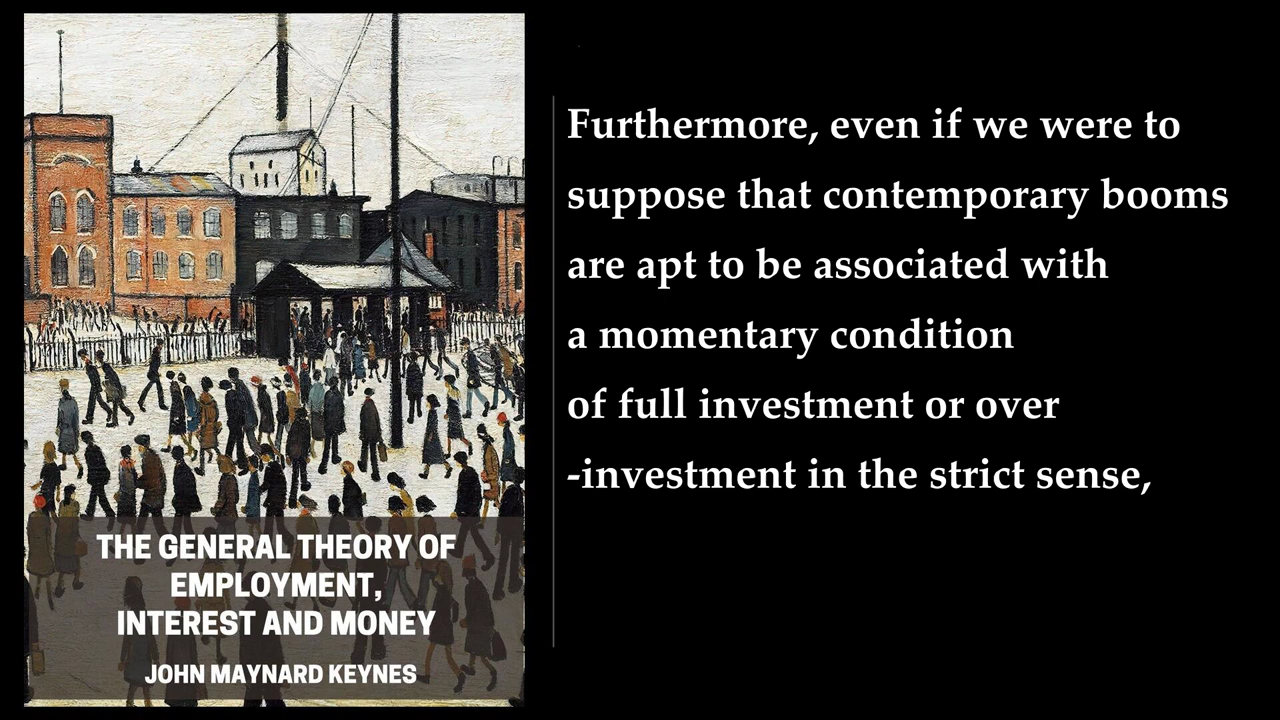 THE GENERAL THEORY OF
EMPLOYMENT,
INTEREST AND MONEY
JOHN MAYNARD KEYNES
Furthermore, even if we were to
suppose that contemporary booms
are apt to be associated with
a momentary condition
of full investment or over
-investment in the strict sense,